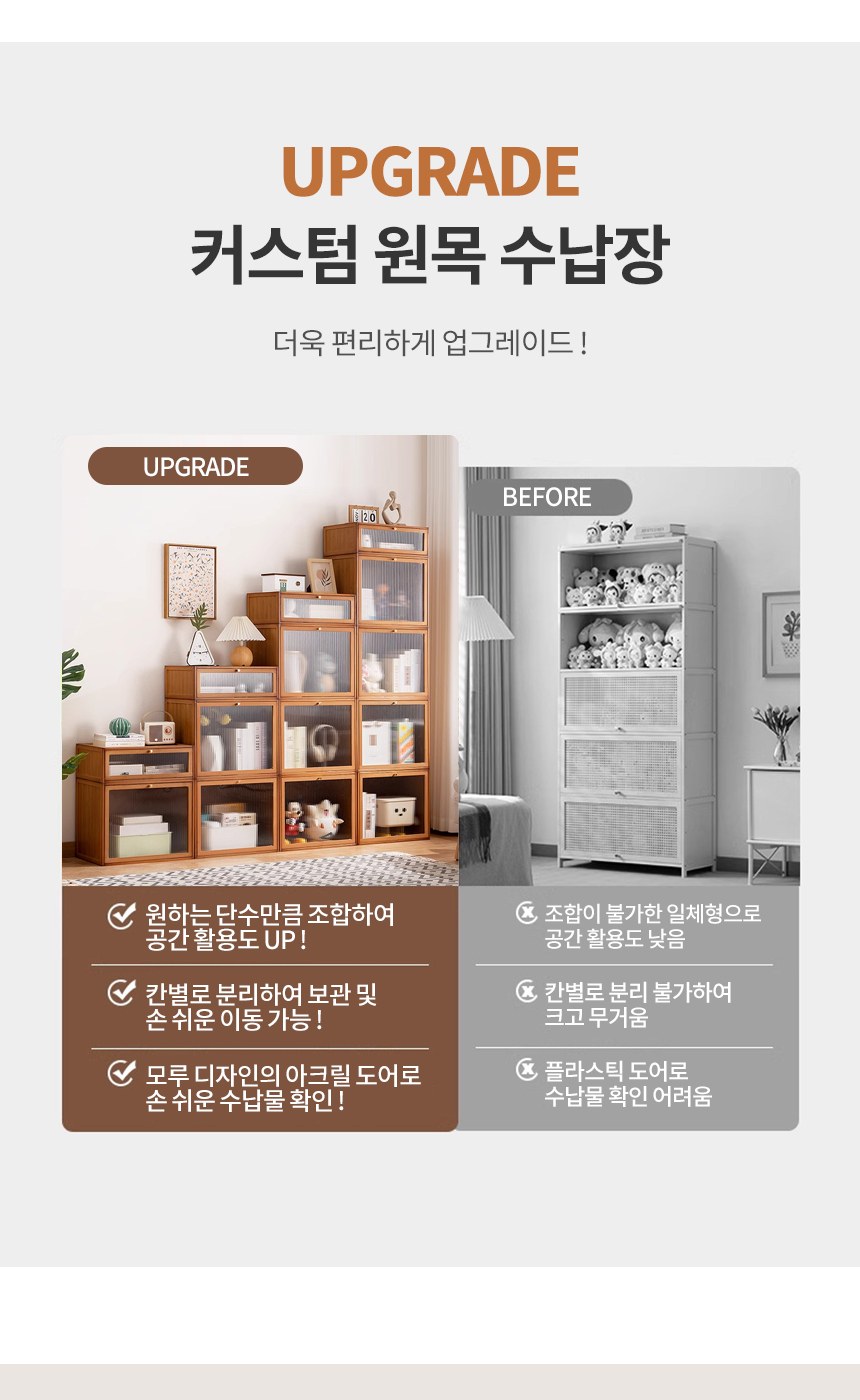 UPGRADE
커스텀 원목 수납장
더욱 편리하게 업그레이드 !
UPGRADE
원하는 단수만큼 조합하여
공간 활용도 UP !
칸별로 분리하여 보관 및
손 쉬운 이동 가능 !
모루 디자인의 아크릴 도어로
손 쉬운 수납물 확인 !
BEFORE
조합이 불가한 일체형으로
공간 활용도 낮음
칸별로 분리 불가하여
크고 무거움
플라스틱 도어로
수납물 확인 어려움
20